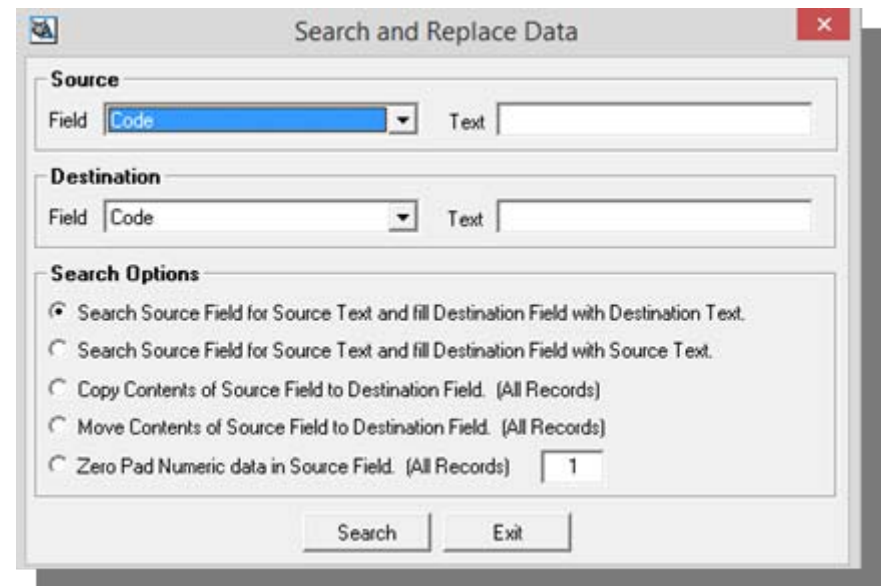 Search and Replace Data
Source
Field Code Text
Destination
Field Code Text
Search Options
Search Source Field for Source Text and fill Destination Field with Destination Text.
Search Source Field for Source Text and fill Destination Field with Source Text.
Copy Contents of Source Field to Destination Field. (All Records)
Move Contents of Source Field to Destination Field. (All Records)
Zero Pad Numeric data in Source Field. (All Records) 1
Search Exit